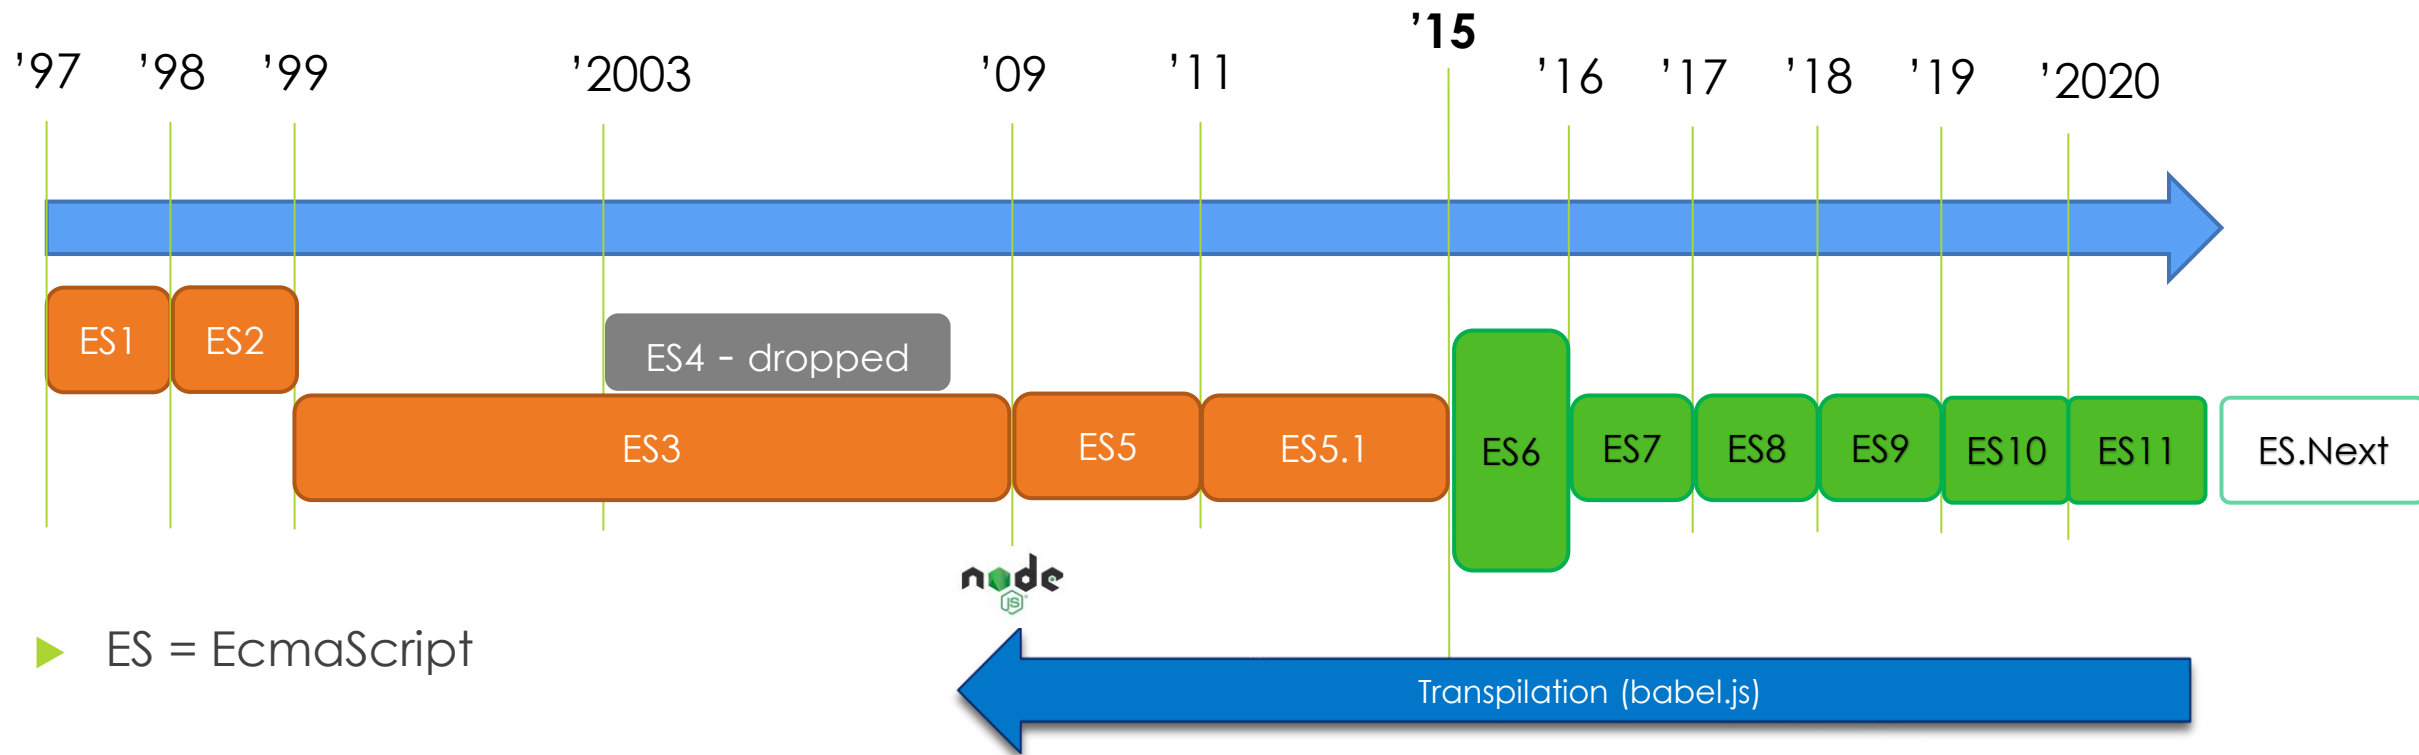 ’15
’97 ’98 ’99 ’2003 ’09 ’11 ’16 ’17 ’18 ’19 ’2020
ES1 ES2
ES4 - dropped
ES3 ES5 ES5.1 ES6 ES7 ES8 ES9 ES10 ES11 ES.Next
node
JS
ES = EcmaScript
Transpilation (babel.js)